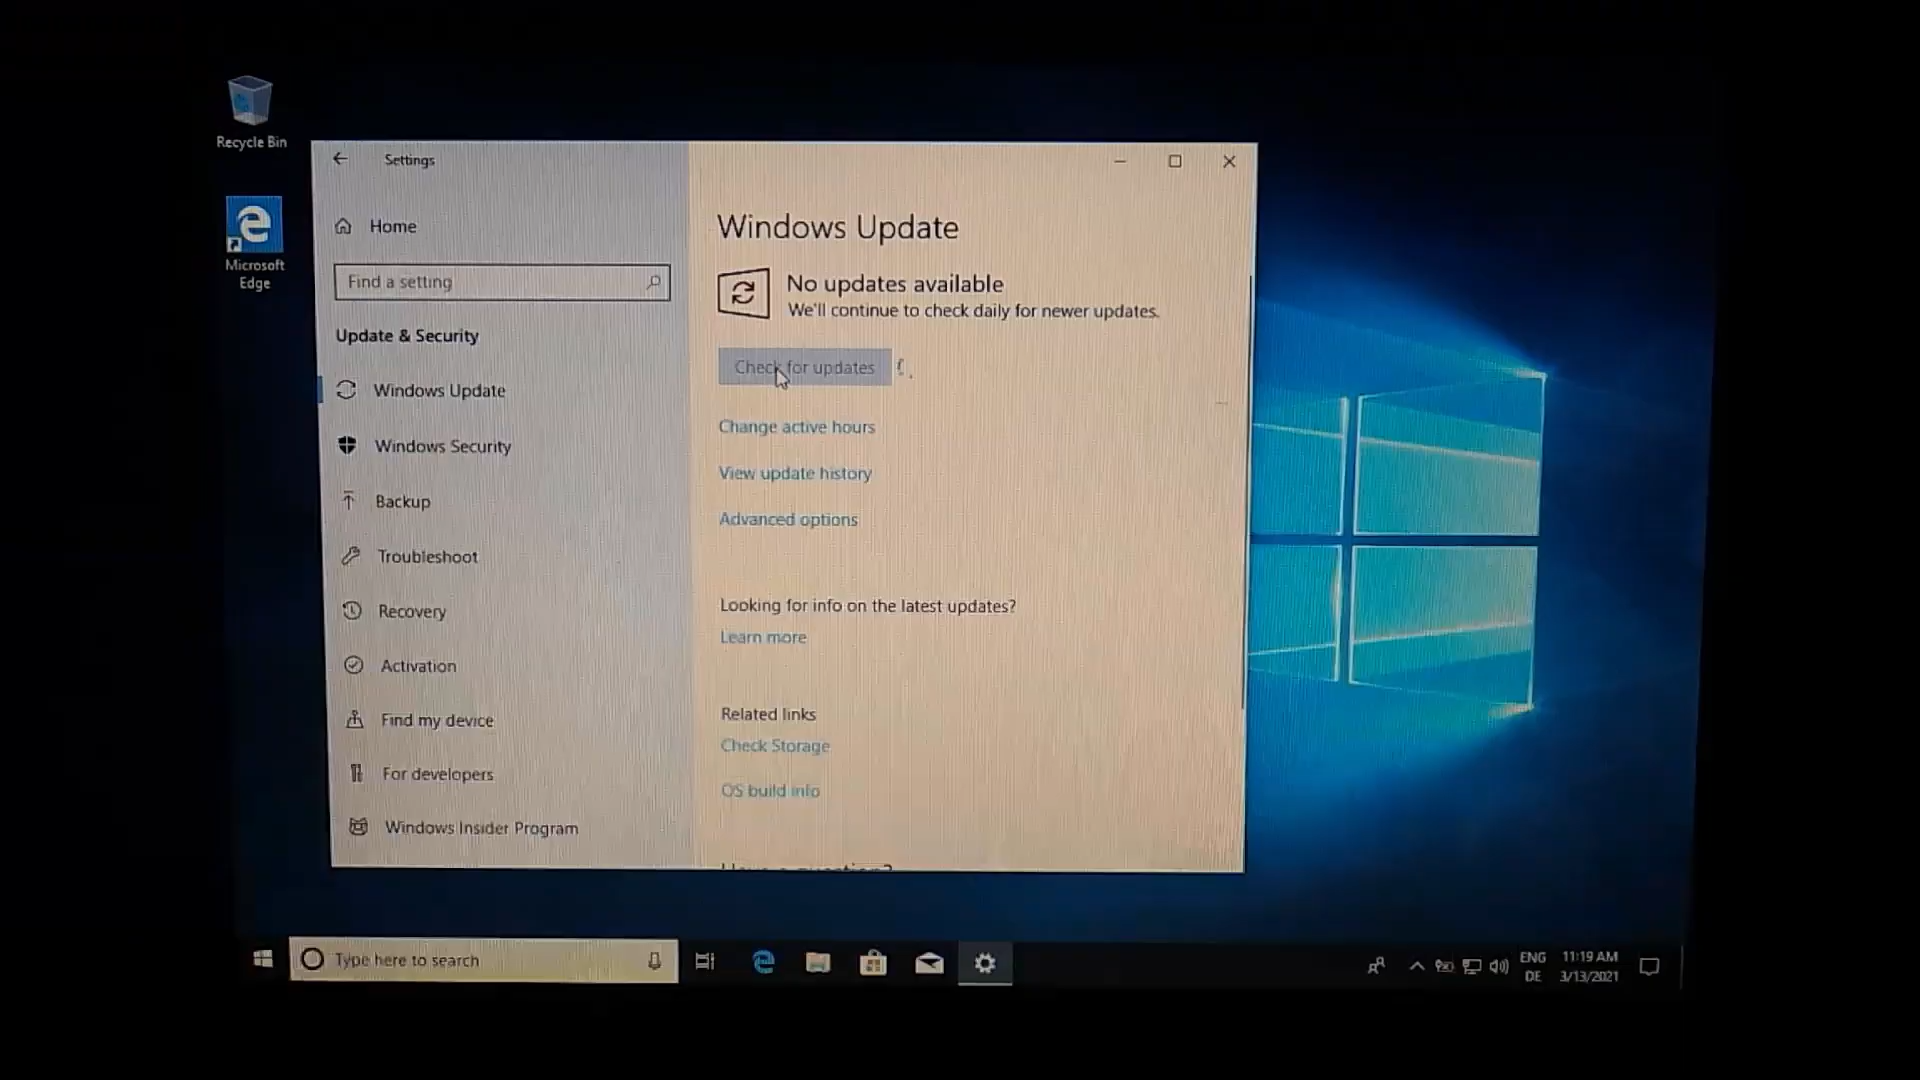 Recycle Bin
Microsoft
Edge
Settings
Home
Find a setting
Update & Security
Windows Update
Windows Security
Backup
Troubleshoot
Recovery
Activation
Find my device
For developers
Windows Insider Program
Windows Update
No updates available
We'll continue to check daily for newer updates.
Check for updates
Change active hours
View update history
Advanced options
Looking for info on the latest updates?
Learn more
Related links
Check Storage
OS build info
Have a question?
Type here to search
ENG
DE
11:19 AM
3/13/2021